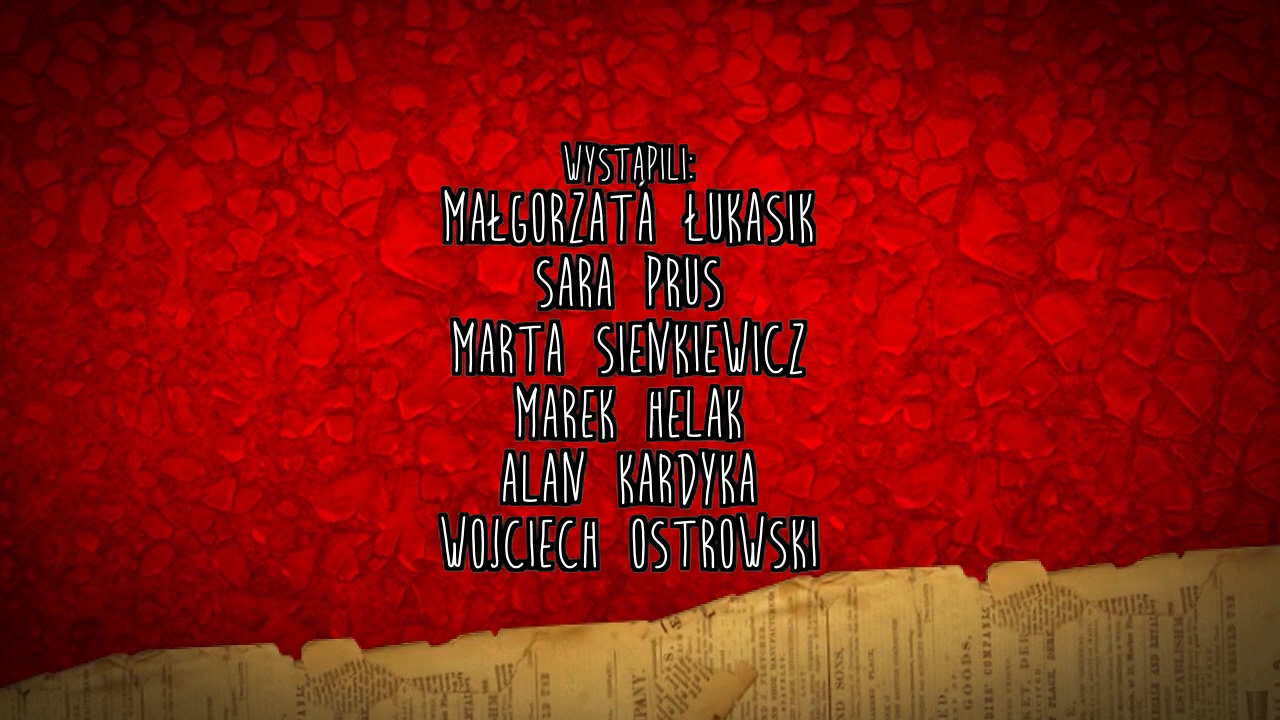 WYSTĄPILI:
MAŁGORZATA ŁUKASIK
SARA PRUS
MARTA SIENKIEWICZ
MAREK HELAK
ALAN KARDYKA
WOJCIECH OSTROWSKI